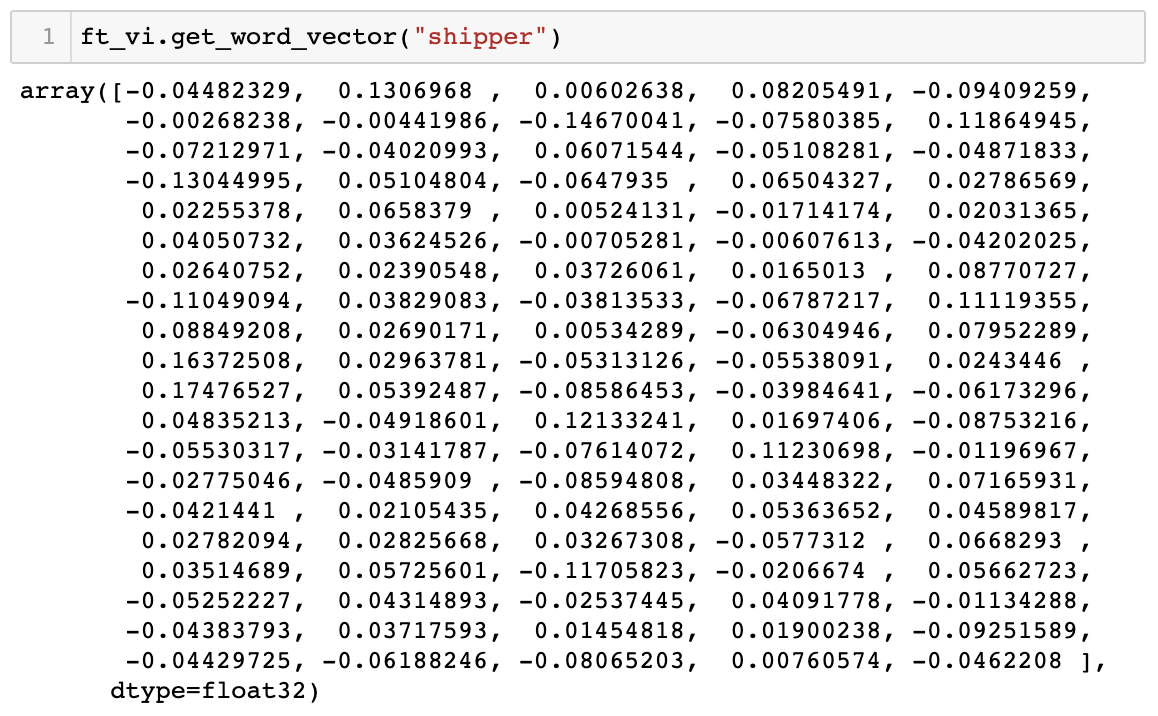 1 ft_vi.get_word_vector("shipper")
array([-0.04482329,  0.1306968 ,  0.00602638,  0.08205491, -0.09409259,
       -0.00268238, -0.00441986, -0.14670041, -0.07580385,  0.11864945,
       -0.07212971, -0.04020993,  0.06071544, -0.05108281, -0.04871833,
       -0.13044995,  0.05104804, -0.0647935 ,  0.06504327,  0.02786569,
        0.02255378,  0.0658379 ,  0.00524131, -0.01714174,  0.02031365,
        0.04050732,  0.03624526, -0.00705281, -0.00607613, -0.04202025,
        0.02640752,  0.02390548,  0.03726061,  0.0165013 ,  0.08770727,
       -0.11049094,  0.03829083, -0.03813533, -0.06787217,  0.11119355,
        0.08849208,  0.02690171,  0.00534289, -0.06304946,  0.07952289,
        0.16372508,  0.02963781, -0.05313126, -0.05538091,  0.0243446 ,
        0.17476527,  0.05392487, -0.08586453, -0.03984641, -0.06173296,
        0.04835213, -0.04918601,  0.12133241,  0.01697406, -0.08753216,
       -0.05530317, -0.03141787, -0.07614072,  0.11230698, -0.01196967,
       -0.02775046, -0.0485909 , -0.08594808,  0.03448322,  0.07165931,
       -0.0421441 ,  0.02105435,  0.04268556,  0.05363652,  0.04589817,
        0.02782094,  0.02825668,  0.03267308, -0.0577312 ,  0.0668293 ,
        0.03514689,  0.05725601, -0.11705823, -0.0206674 ,  0.05662723,
       -0.05252227,  0.04314893, -0.02537445,  0.04091778, -0.01134288,
       -0.04383793,  0.03717593,  0.01454818,  0.01900238, -0.09251589,
       -0.04429725, -0.06188246, -0.08065203,  0.00760574, -0.0462208 ],
      dtype=float32)